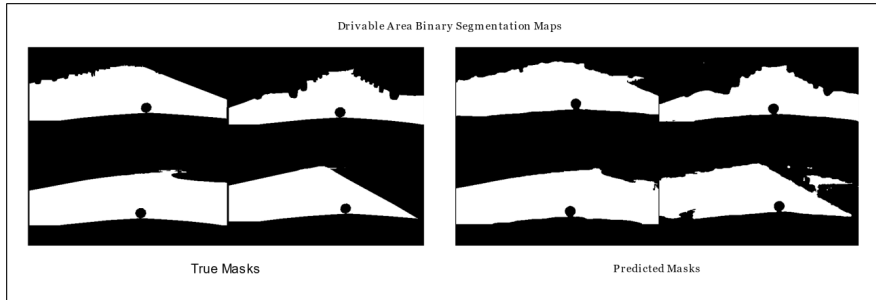 Drivable Area Binary Segmentation Maps
True Masks
Predicted Masks